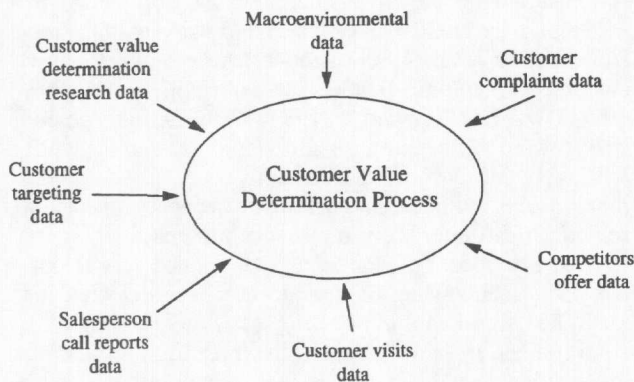 Macroenvironmental
data
Customer value
determination
research data
Customer
complaints data
Customer
targeting
data
Customer Value
Determination Process
Competitors
offer data
Salesperson
call reports
data
Customer visits
data